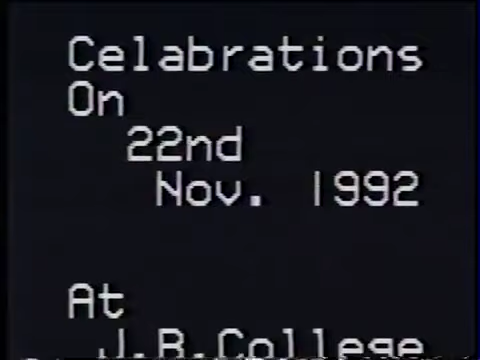 Celabrations
On
22nd
Nov. 1992
At
J.R.College